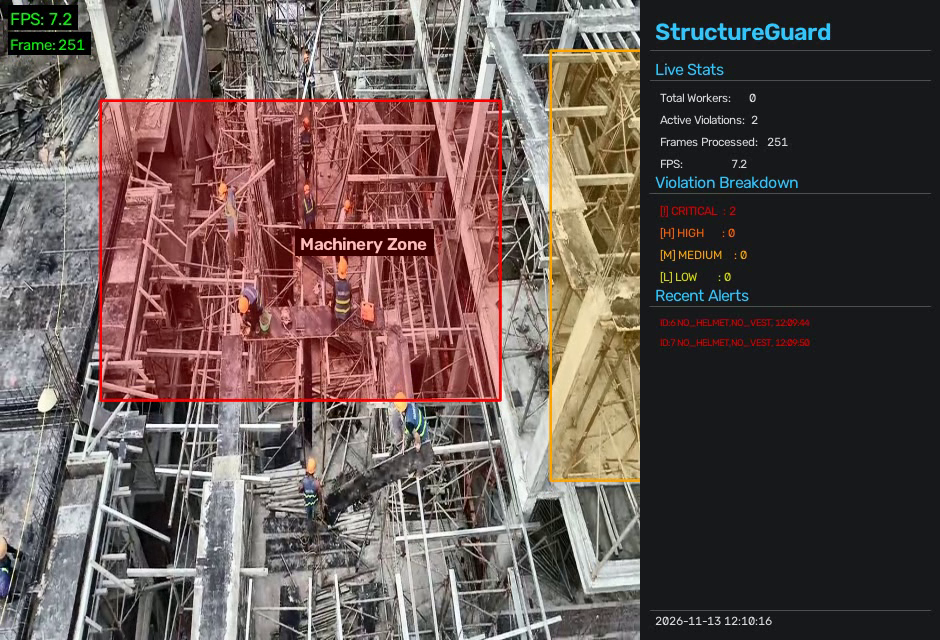 FPS: 7.2
Frame: 251
Machinery Zone
StructureGuard
Live Stats
Total Workers: 0
Active Violations: 2
Frames Processed: 251
FPS: 7.2
Violation Breakdown
[!] CRITICAL : 2
[H] HIGH : 0
[M] MEDIUM : 0
[L] LOW : 0
Recent Alerts
ID:6 NO_HELMET,NO_VEST, 12:09:44
ID:7 NO_HELMET,NO_VEST, 12:09:50
2026-11-13 12:10:16